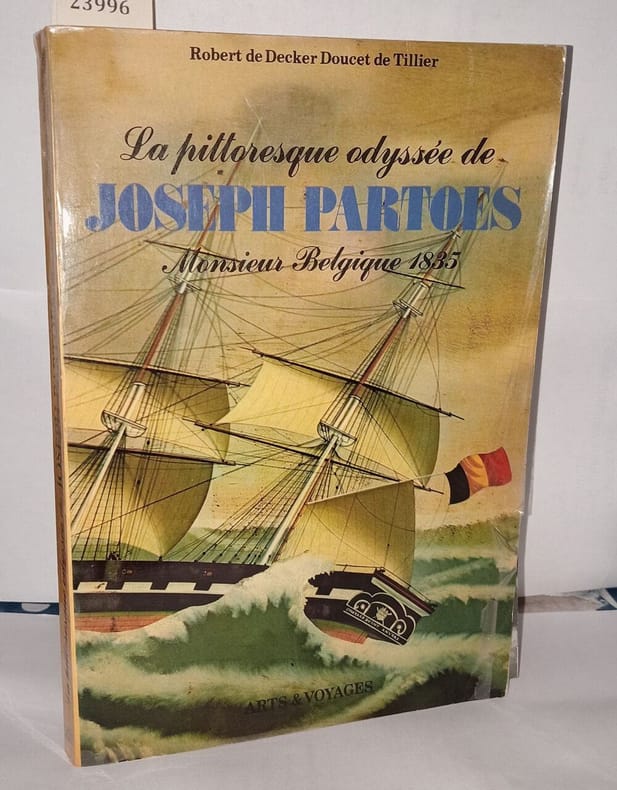 23996
Robert de Decker Doucet de Tillier
La pittoresque odyssée de
JOSEPH PARTOES
Monsieur Belgique 1835
ARTS & VOYAGES